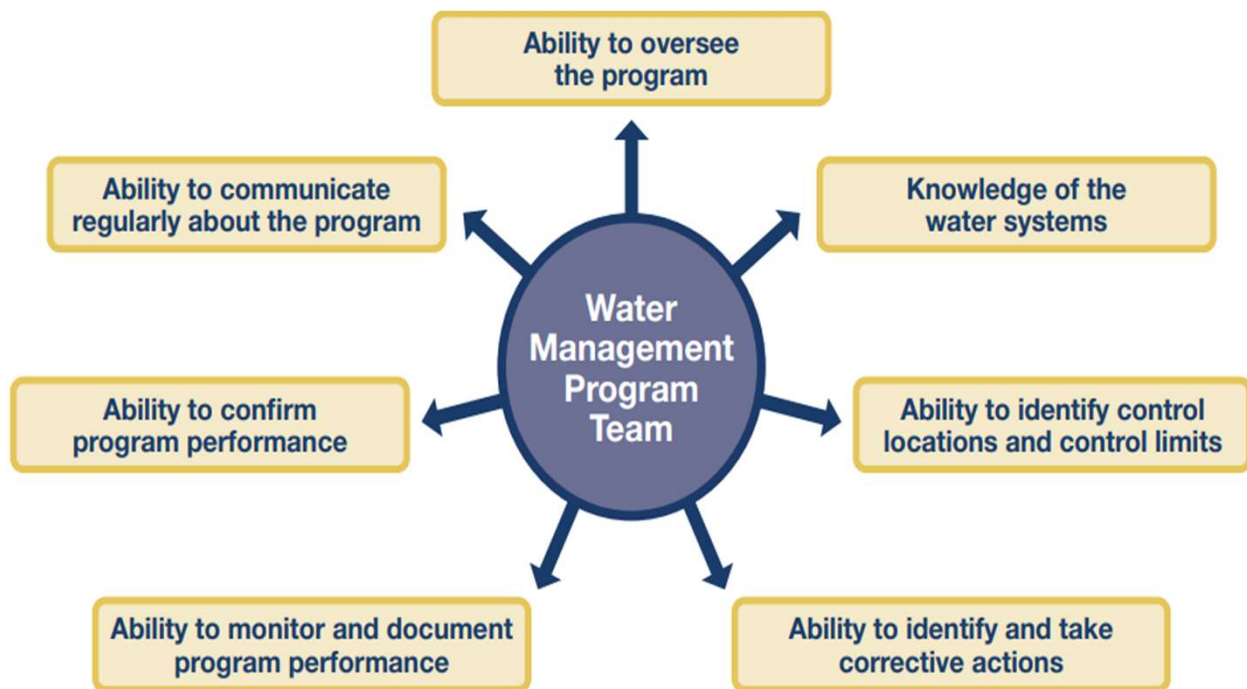 Ability to oversee
the program
Ability to communicate
regularly about the program
Knowledge of the
water systems
Water
Management
Program
Team
Ability to confirm
program performance
Ability to identify control
locations and control limits
Ability to monitor and document
program performance
Ability to identify and take
corrective actions